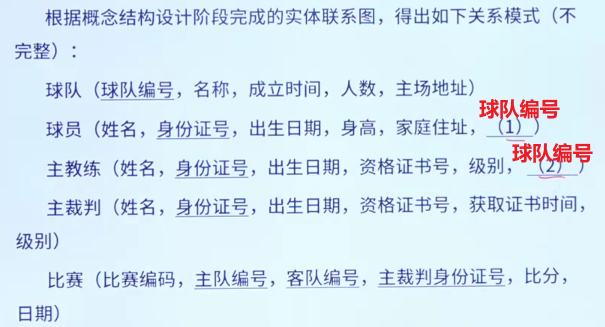 根据概念结构设计阶段完成的实体联系图，得出如下关系模式（不
完整）：
球队（球队编号，名称，成立时间，人数，主场地址）
球队编号
球员（姓名，身份证号，出生日期，身高，家庭住址，（1））
球队编号
主教练（姓名，身份证号，出生日期，资格证书号，级别，（2））
主裁判（姓名，身份证号，出生日期，资格证书号，获取证书时间，
级别）
比赛（比赛编码，主队编号，客队编号，主裁判身份证号，比分，
日期）